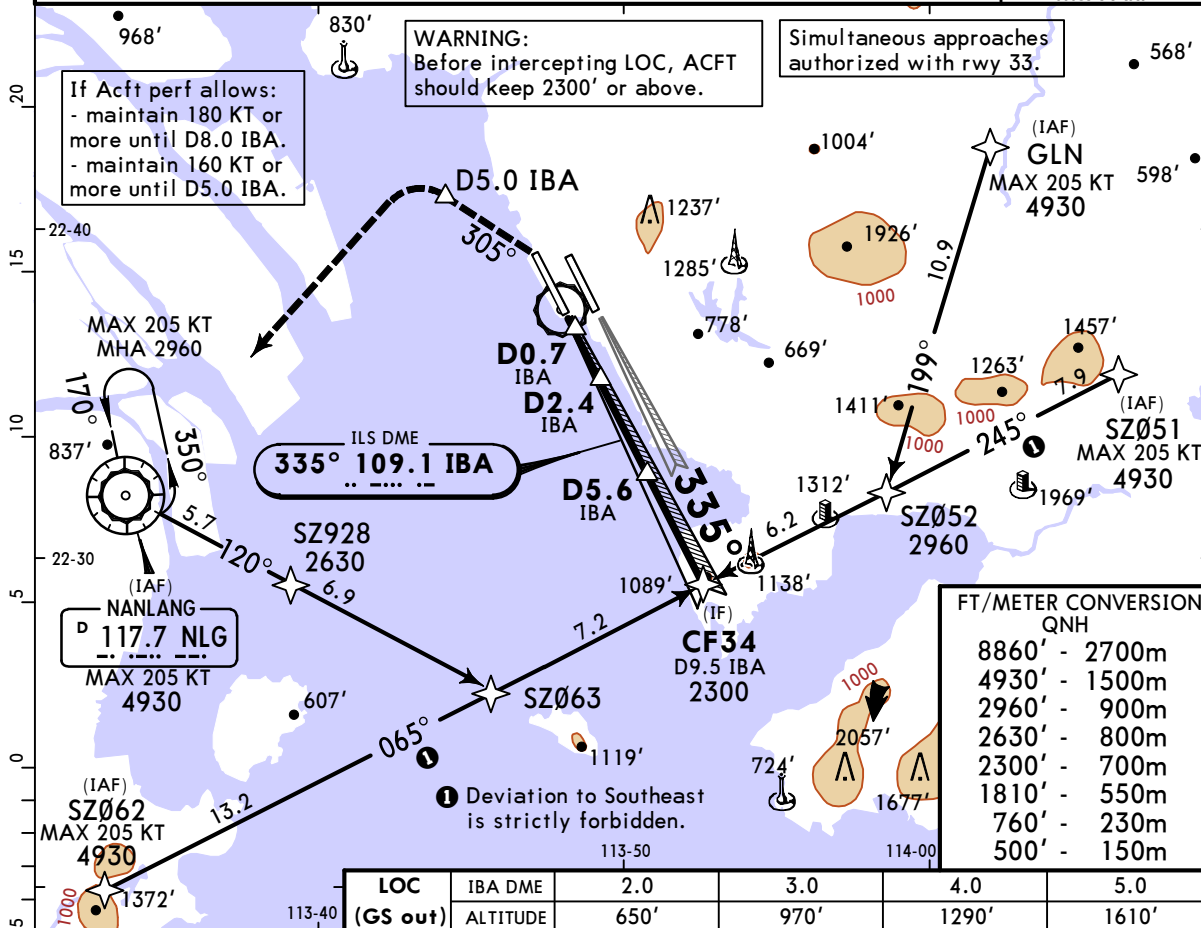 968'
830'
WARNING:
Before intercepting LOC, ACFT
should keep 2300' or above.
Simultaneous approaches
authorized with rwy 33.
568'
If Acft perf allows:
- maintain 180 KT or
more until D8.0 IBA.
- maintain 160 KT or
more until D5.0 IBA.
20
1004'
(IAF)
GLN
MAX 205 KT
4930
598'
D5.0 IBA
305°
22-40
1237'
1285'
1926'
1000
10.9
15
MAX 205 KT
MHA 2960
778'
669'
1457'
199°
1263'
7.9
D0.7
IBA
D2.4
IBA
170°
350°
1411'
1000
1000
245°
1
(IAF)
SZØ51
MAX 205 KT
4930
10
837'
ILS DME
335° 109.1 IBA
D5.6
IBA
335°
1312'
1969'
5.7
120°
SZ928
2630
6.9
6.2
SZØ52
2960
22-30
(IAF)
NANLANG
D 117.7 NLG
MAX 205 KT
4930
1089'
1138'
5
(IF)
CF34
D9.5 IBA
2300
7.2
FT/METER CONVERSION
QNH
8860' - 2700m
4930' - 1500m
2960' - 900m
2630' - 800m
2300' - 700m
1810' - 550m
760' - 230m
500' - 150m
607'
SZØ63
065°
1
1119'
1000
2057'
724'
1677'
0
(IAF)
SZØ62
MAX 205 KT
4930
13.2
1 Deviation to Southeast
is strictly forbidden.
113-50
114-00
1372'
1000
113-40
5
LOC
(GS out)
IBA DME 2.0 3.0 4.0 5.0
ALTITUDE 650' 970' 1290' 1610'